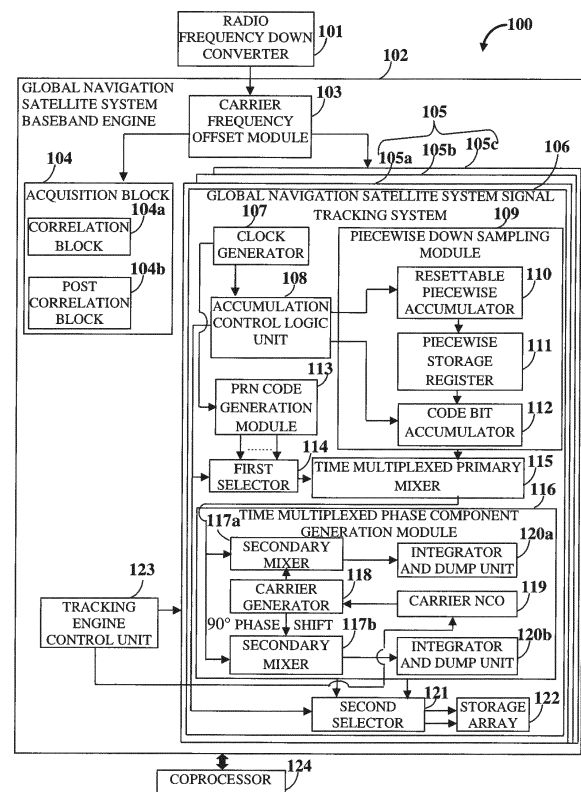 RADIO
FREQUENCY DOWN
CONVERTER
101
100
102
GLOBAL NAVIGATION
SATELLITE SYSTEM
BASEBAND ENGINE
CARRIER
FREQUENCY
OFFSET MODULE
103
104
ACQUISITION BLOCK
104a
CORRELATION
BLOCK
104b
POST
CORRELATION
BLOCK
105
105a
105b
105c
106
GLOBAL NAVIGATION SATELLITE SYSTEM SIGNAL
TRACKING SYSTEM
107
CLOCK
GENERATOR
108
ACCUMULATION
CONTROL LOGIC
UNIT
109
PIECEWISE DOWN SAMPLING
MODULE
RESETTABLE
PIECEWISE
ACCUMULATOR
110
PIECEWISE
STORAGE
REGISTER
111
CODE BIT
ACCUMULATOR
112
113
PRN CODE
GENERATION
MODULE
114
FIRST
SELECTOR
TIME MULTIPLEXED PRIMARY
MIXER
115
116
TIME MULTIPLEXED PHASE COMPONENT
GENERATION MODULE
117a
SECONDARY
MIXER
120a
INTEGRATOR
AND DUMP UNIT
118
CARRIER
GENERATOR
119
CARRIER NCO
90° PHASE SHIFT
117b
SECONDARY
MIXER
120b
INTEGRATOR
AND DUMP UNIT
123
TRACKING
ENGINE
CONTROL UNIT
121
SECOND
SELECTOR
STORAGE
ARRAY
122
124
COPROCESSOR